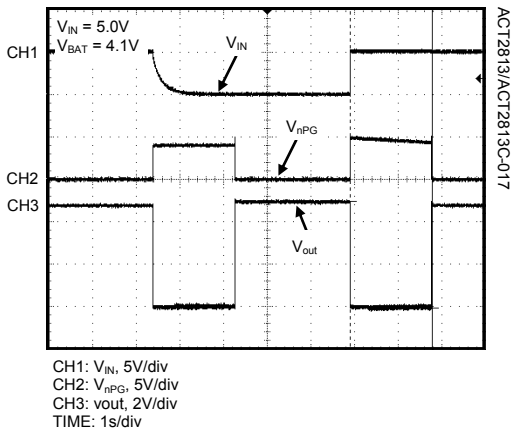 V_IN = 5.0V
V_BAT = 4.1V
CH1
V_IN
V_nPG
CH2
CH3
V_out
CH1: V_IN, 5V/div
CH2: V_nPG, 5V/div
CH3: vout, 2V/div
TIME: 1s/div
ACT2813/ACT2813C-017